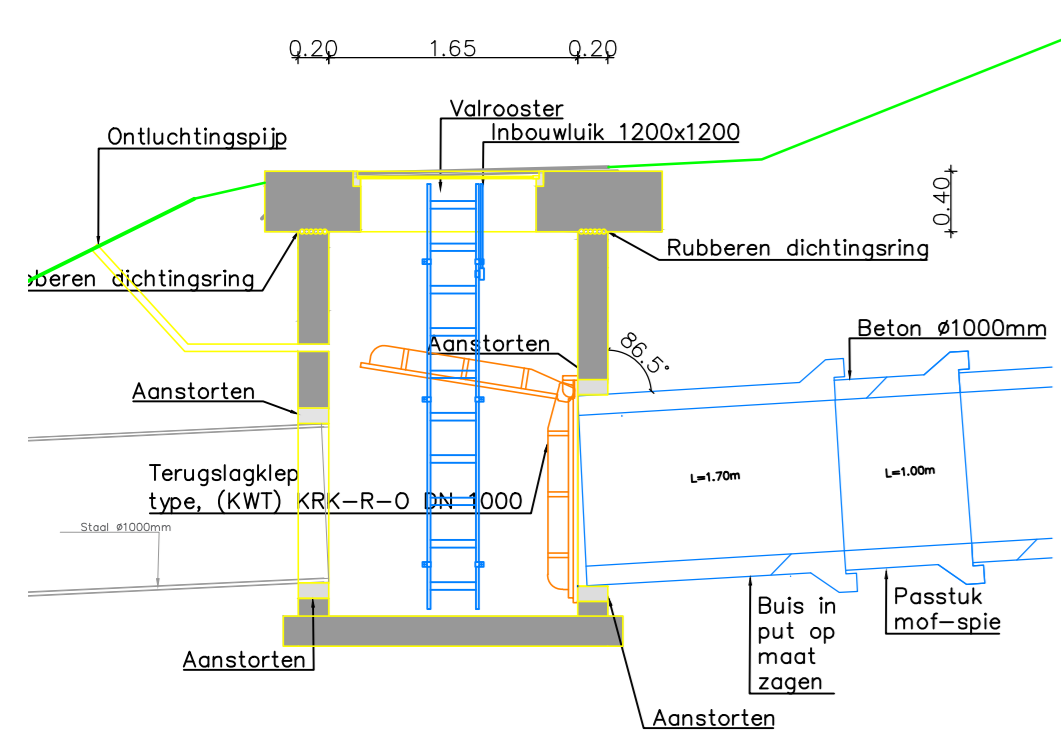 0.20 1.65 0.20
Valrooster
Inbouwluik 1200x1200
Ontluchtingspijp
0.40
Rubberen dichtingsring
beren dichtingsring
Aanstorten
86.5°
Beton Ø1000mm
Aanstorten
Terugslagklep
type, (KWT) KRK-R-O DN 1000
L=1.70m
L=1.00m
Staal Ø1000mm
Buis in
put op
maat
zagen
Passtuk
mof-spie
Aanstorten
Aanstorten